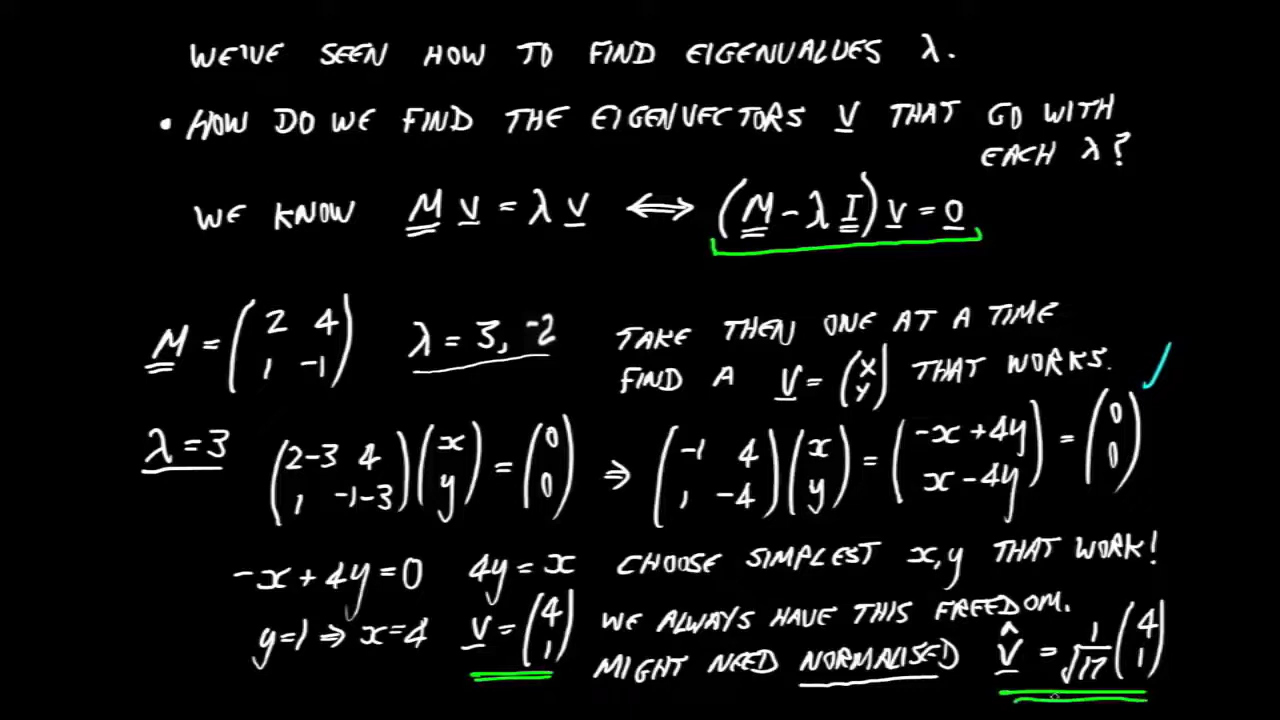 WE'VE SEEN HOW TO FIND EIGENVALUES λ.
• HOW DO WE FIND THE EIGENVECTORS V THAT GO WITH
EACH λ?
WE KNOW M V = λ V ⟺ (M - λ I) V = 0
M = (2 4; 1 -1) λ = 3, -2 TAKE THEN ONE AT A TIME
FIND A V = (X; Y) THAT WORKS. ✓
λ = 3 (2-3 4; 1, -1-3)(x; y) = (0; 0) ⇒ (-1 4; 1, -4)(x; y) = (-x + 4y; x - 4y) = (0; 0)
-x + 4y = 0 4y = x CHOOSE SIMPLEST x, y THAT WORK!
y = 1 ⇒ x = 4 V = (4; 1) WE ALWAYS HAVE THIS FREEDOM.
MIGHT NEED NORMALISED V̂ = 1/√17 (4; 1)